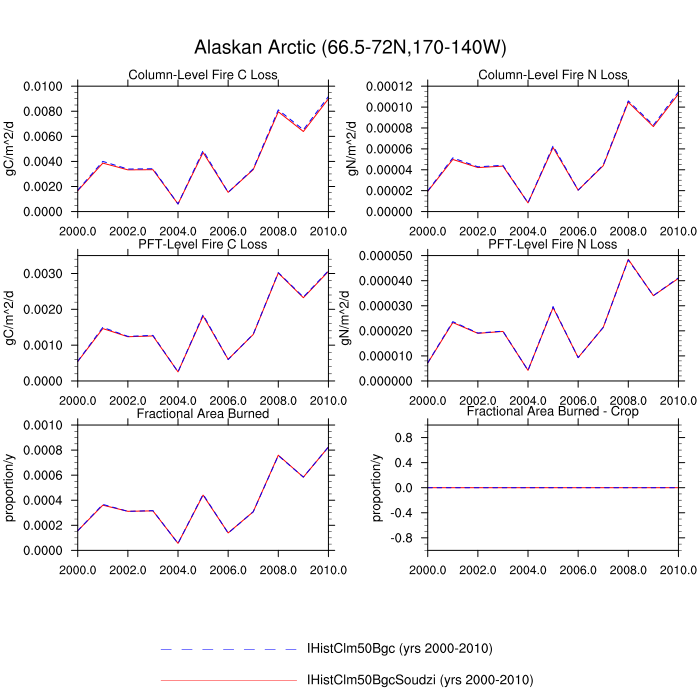 Alaskan Arctic (66.5-72N,170-140W)
Column-Level Fire C Loss
gC/m^2/d
0.0100
0.0080
0.0060
0.0040
0.0020
0.0000
2000.0 2002.0 2004.0 2006.0 2008.0 2010.0
Column-Level Fire N Loss
gN/m^2/d
0.00012
0.00010
0.00008
0.00006
0.00004
0.00002
0.00000
2000.0 2002.0 2004.0 2006.0 2008.0 2010.0
PFT-Level Fire C Loss
gC/m^2/d
0.0030
0.0020
0.0010
0.0000
2000.0 2002.0 2004.0 2006.0 2008.0 2010.0
PFT-Level Fire N Loss
gN/m^2/d
0.000050
0.000040
0.000030
0.000020
0.000010
0.000000
2000.0 2002.0 2004.0 2006.0 2008.0 2010.0
Fractional Area Burned
proportion/y
0.0010
0.0008
0.0006
0.0004
0.0002
0.0000
2000.0 2002.0 2004.0 2006.0 2008.0 2010.0
Fractional Area Burned - Crop
proportion/y
0.8
0.4
0.0
-0.4
-0.8
2000.0 2002.0 2004.0 2006.0 2008.0 2010.0
IHistClm50Bgc (yrs 2000-2010)
IHistClm50BgcSoudzi (yrs 2000-2010)